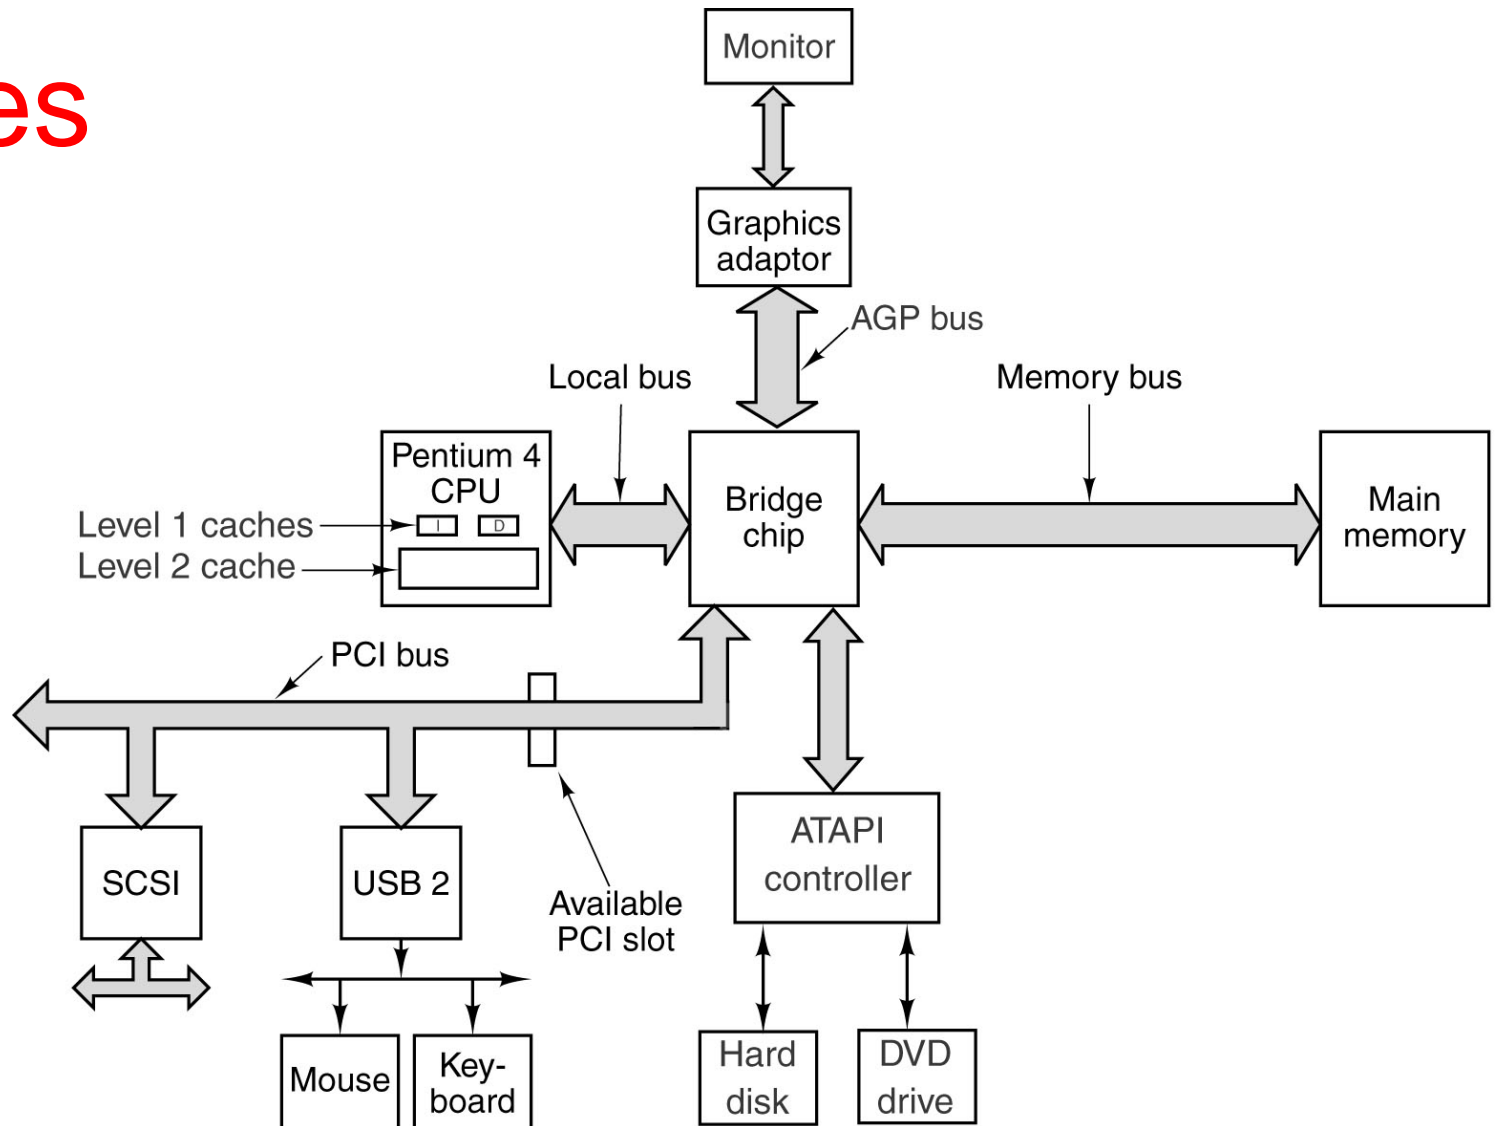 es
Monitor
Graphics
adaptor
AGP bus
Local bus
Memory bus
Pentium 4
CPU
I D
Level 1 caches
Level 2 cache
Bridge
chip
Main
memory
PCI bus
SCSI
USB 2
Available
PCI slot
ATAPI
controller
Mouse
Key-
board
Hard
disk
DVD
drive